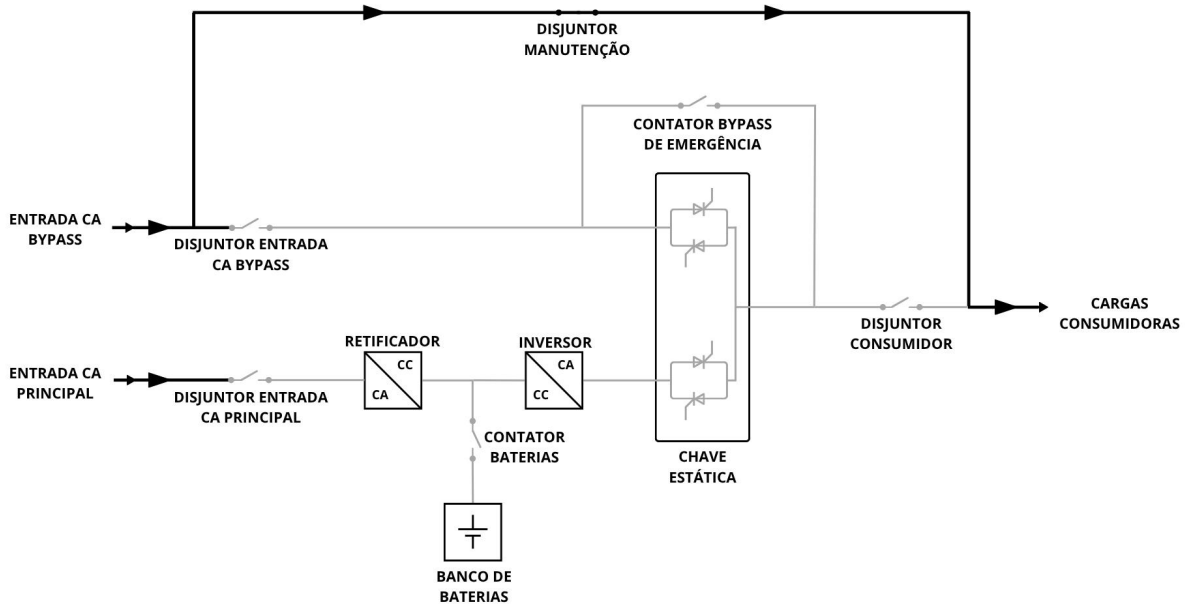 DISJUNTOR
MANUTENÇÃO
CONTATOR BYPASS
DE EMERGÊNCIA
ENTRADA CA
BYPASS
DISJUNTOR ENTRADA
CA BYPASS
CARGAS
CONSUMIDORAS
DISJUNTOR
CONSUMIDOR
RETIFICADOR
CC
CA
INVERSOR
CA
CC
ENTRADA CA
PRINCIPAL
DISJUNTOR ENTRADA
CA PRINCIPAL
CONTATOR
BATERIAS
CHAVE
ESTÁTICA
BANCO DE
BATERIAS